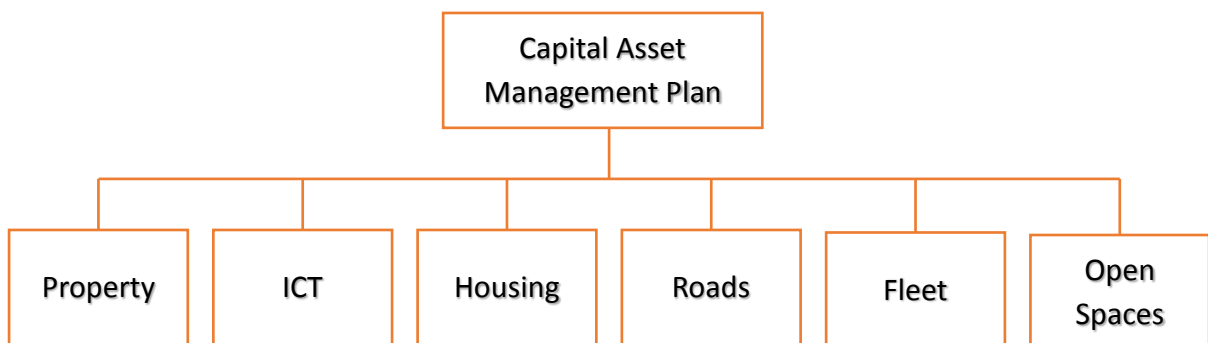 Capital Asset
Management Plan
Property
ICT
Housing
Roads
Fleet
Open
Spaces